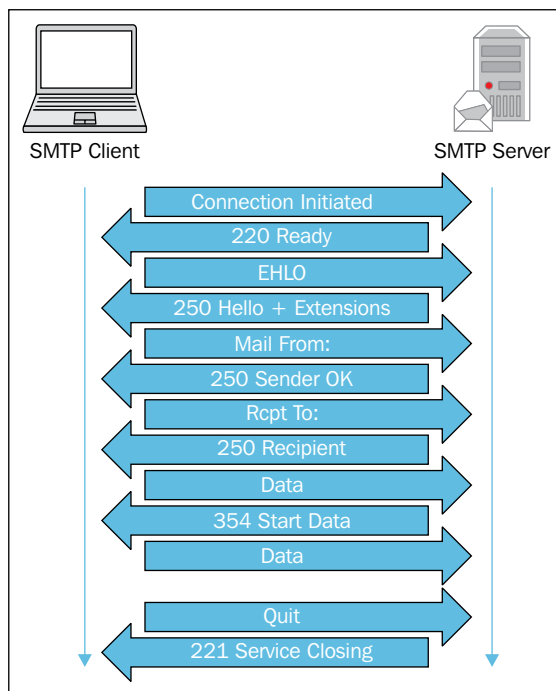 SMTP Client
SMTP Server
Connection Initiated
220 Ready
EHLO
250 Hello + Extensions
Mail From:
250 Sender OK
Rcpt To:
250 Recipient
Data
354 Start Data
Data
Quit
221 Service Closing